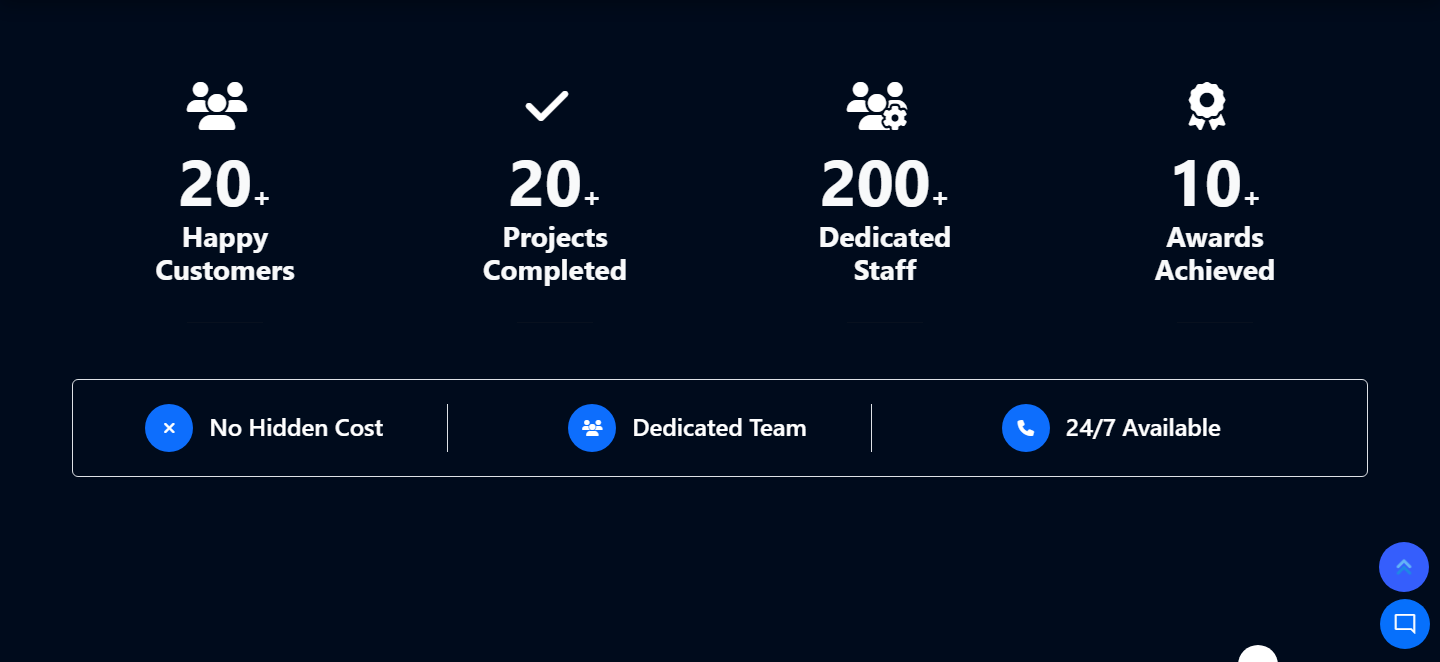 20+
Happy
Customers
20+
Projects
Completed
200+
Dedicated
Staff
10+
Awards
Achieved
No Hidden Cost
Dedicated Team
24/7 Available